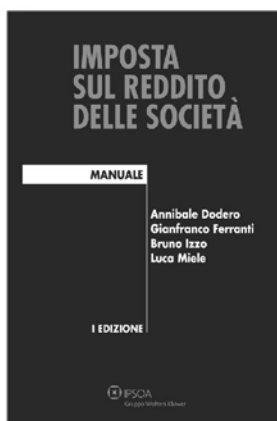 IMPOSTA
SUL REDDITO
DELLE SOCIETÀ
MANUALE
Annibale Dodero
Gianfranco Ferranti
Bruno Izzo
Luca Miele
I EDIZIONE
IPSOA
Gruppo Wolters Kluwer